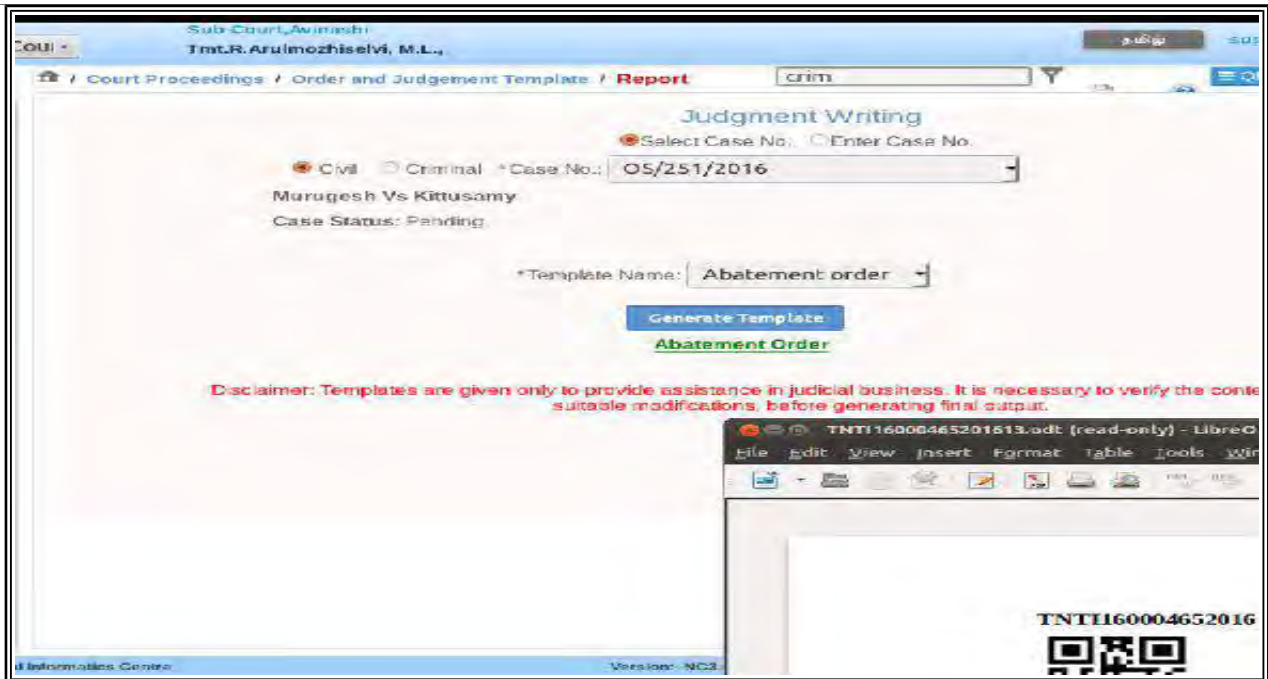 Sub Court,Avinashi
Tmt.R.Arulmozhiselvi, M.L.,
தமிழ்
/ Court Proceedings / Order and Judgement Template / Report
crim
Judgment Writing
Select Case No. Enter Case No.
Civil Criminal *Case No.: OS/251/2016
Murugesh Vs Kittusamy
Case Status: Pending
*Template Name: Abatement order
Generate Template
Abatement Order
Disclaimer: Templates are given only to provide assistance in judicial business. It is necessary to verify the conte
suitable modifications, before generating final output.
TNTI16000465201613.odt (read-only) - LibreO
File Edit View Insert Format Table Tools Win
TNTI160004652016
l Informatics Centre
Version: NC3